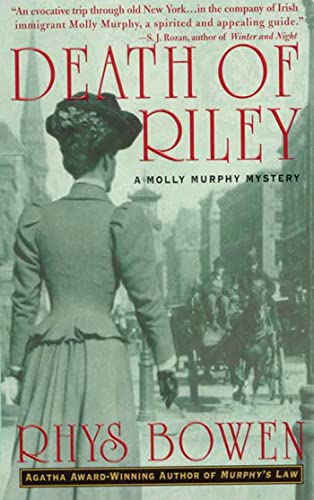 "An evocative trip through old New York...in the company of Irish
immigrant Molly Murphy, a spirited and appealing guide."
—S. J. Rozan, author of Winter and Night
DEATH OF
RILEY
A MOLLY MURPHY MYSTERY
RHYS BOWEN
AGATHA AWARD-WINNING AUTHOR OF MURPHY'S LAW